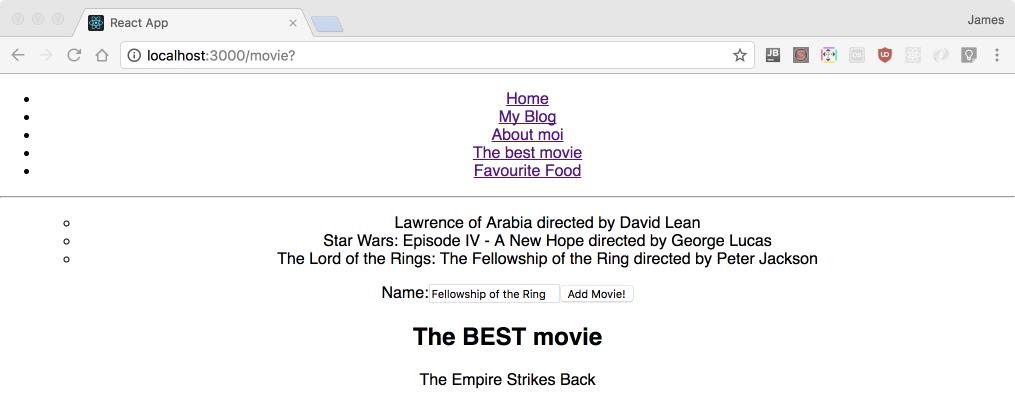 React App
James
localhost:3000/movie?
Home
My Blog
About moi
The best movie
Favourite Food
Lawrence of Arabia directed by David Lean
Star Wars: Episode IV - A New Hope directed by George Lucas
The Lord of the Rings: The Fellowship of the Ring directed by Peter Jackson
Name: Fellowship of the Ring Add Movie!
The BEST movie
The Empire Strikes Back